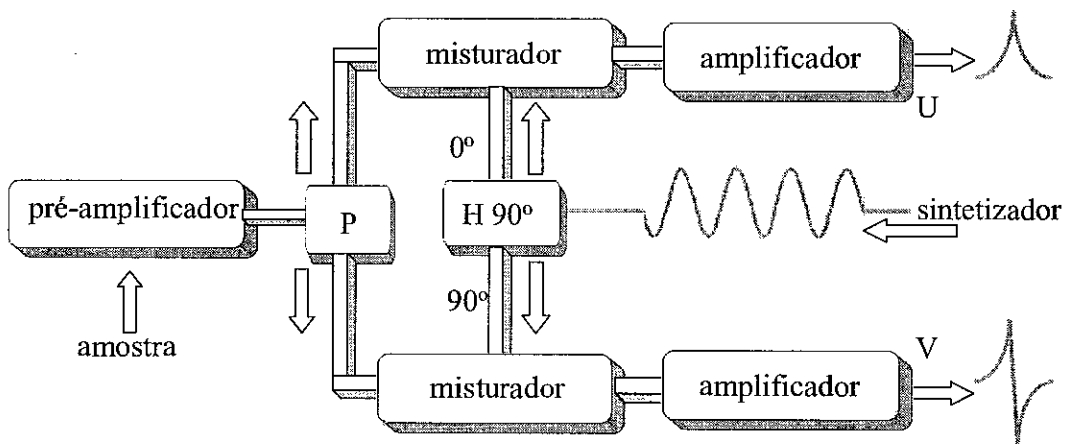 misturador
amplificador
U
0º
pré-amplificador
P
H 90º
sintetizador
90º
amostra
V
misturador
amplificador